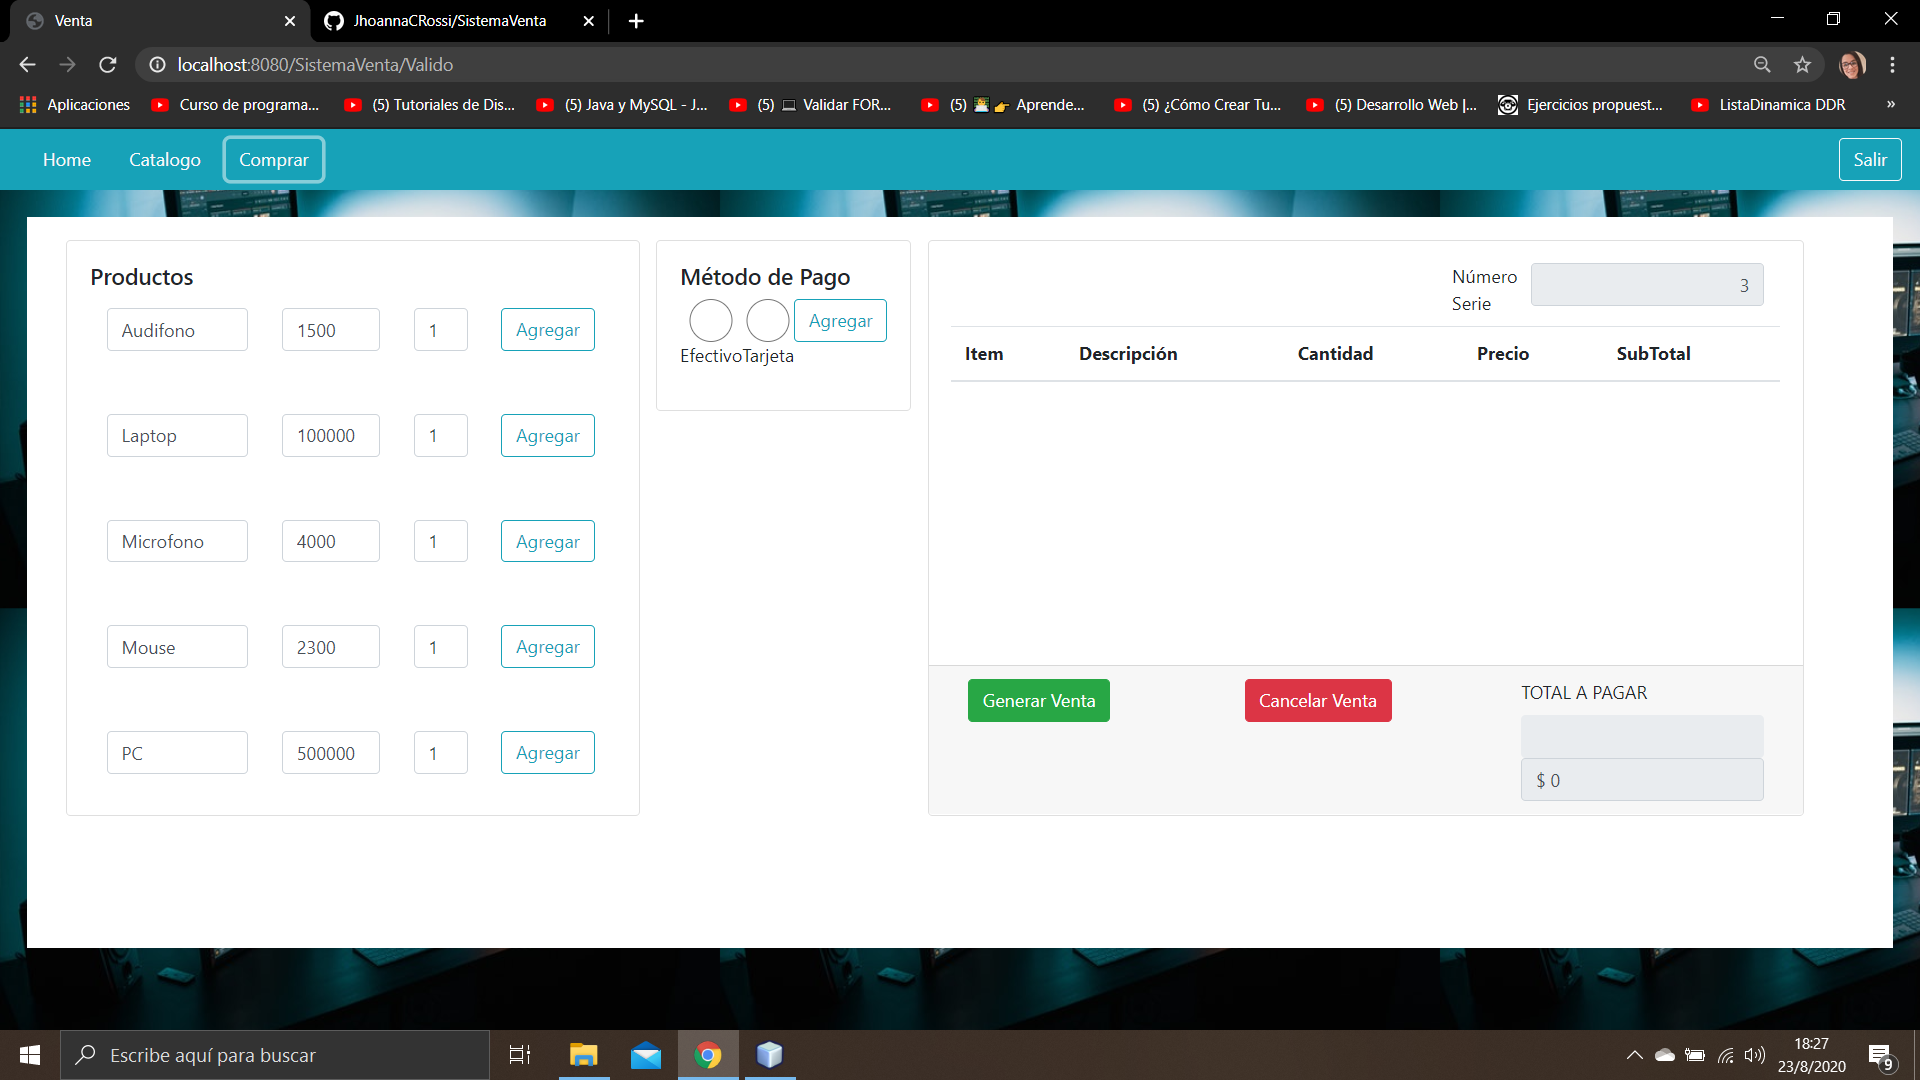 Venta
JhoannaCRossi/SistemaVenta
localhost:8080/SistemaVenta/Valido
Aplicaciones
Curso de programa...
(5) Tutoriales de Dis...
(5) Java y MySQL - J...
(5) 💻 Validar FOR...
(5) 👨‍💻👉 Aprende...
(5) ¿Cómo Crear Tu...
(5) Desarrollo Web |...
Ejercicios propuest...
ListaDinamica DDR
»
Home
Catalogo
Comprar
Salir
Productos
Audifono 1500 1 Agregar
Laptop 100000 1 Agregar
Microfono 4000 1 Agregar
Mouse 2300 1 Agregar
PC 500000 1 Agregar
Método de Pago
Agregar
EfectivoTarjeta
Número
Serie
3
Item Descripción Cantidad Precio SubTotal
Generar Venta
Cancelar Venta
TOTAL A PAGAR
$ 0
Escribe aquí para buscar
18:27
23/8/2020
9